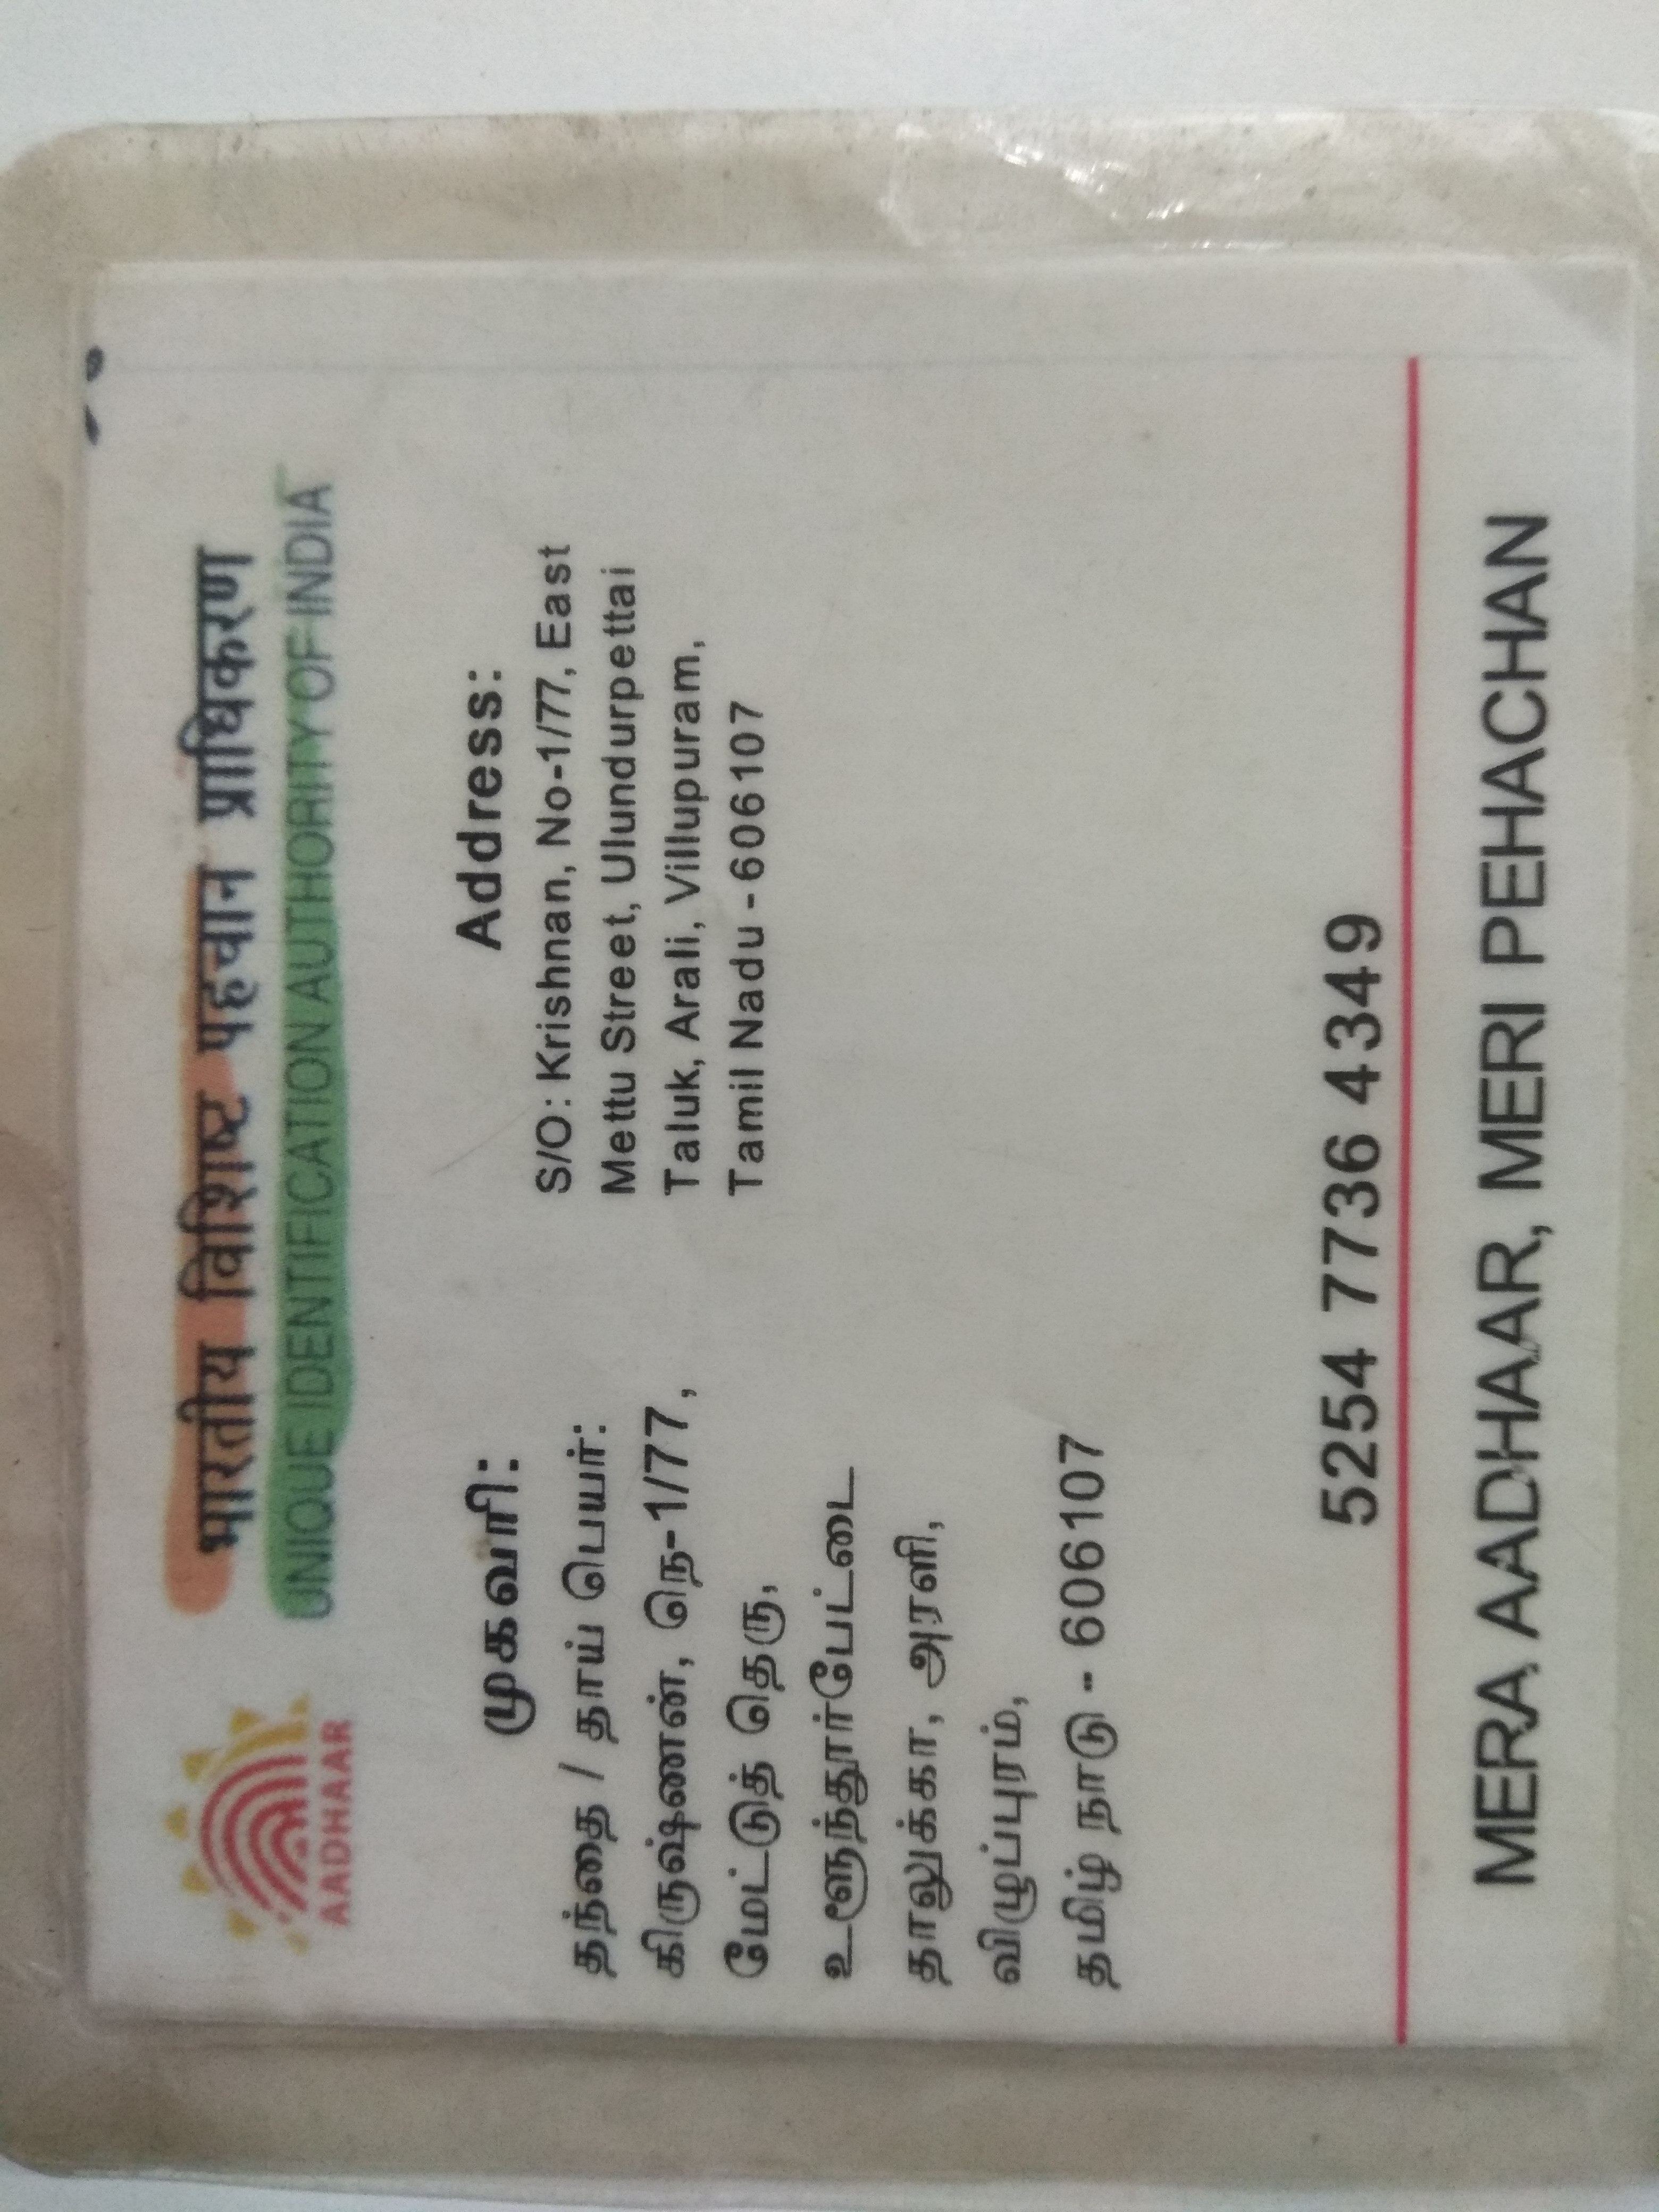 भारतीय विशिष्ट पहचान प्राधिकरण
UNIQUE IDENTIFICATION AUTHORITY OF INDIA
AADHAAR
முகவரி:
தந்தை / தாய் பெயர்:
கிருஷ்ணன், நெ-1/77,
மேட்டுத் தெரு,
உளுந்தூர்பேட்டை
தாலுக்கா, அரளி,
விழுப்புரம்,
தமிழ் நாடு - 606107
Address:
S/O: Krishnan, No-1/77, East
Mettu Street, Ulundurpettai
Taluk, Arali, Villupuram,
Tamil Nadu - 606107
5254 7736 4349
MERA AADHAAR, MERI PEHACHAN